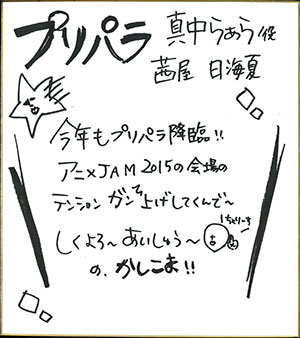 プリパラ
真中らぁら役
茜屋 日海夏
今年もプリパラ降臨!!
アニ×JAM 2015の会場の
テンション ガン上げしてくんで〜
しくよろ〜あいしゅう〜
の、かしこま!!